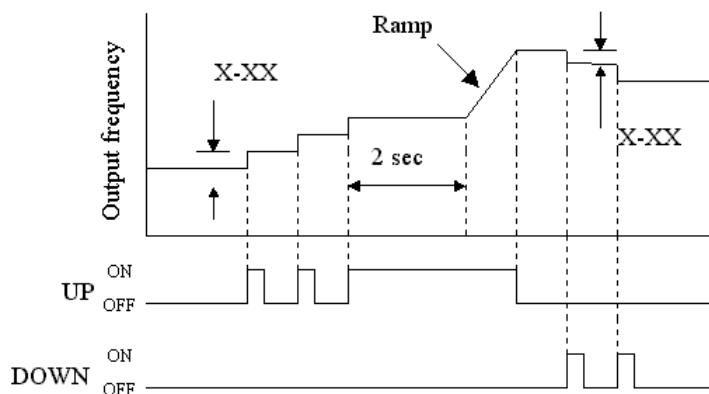 Ramp
X-XX
X-XX
2 sec
Output frequency
ON
UP
OFF
ON
DOWN
OFF